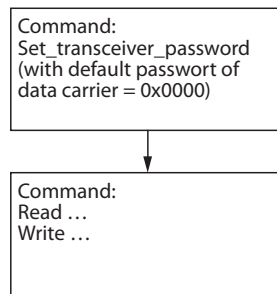 Command:
Set_transceiver_password
(with default passwort of
data carrier = 0x0000)
Command:
Read …
Write …